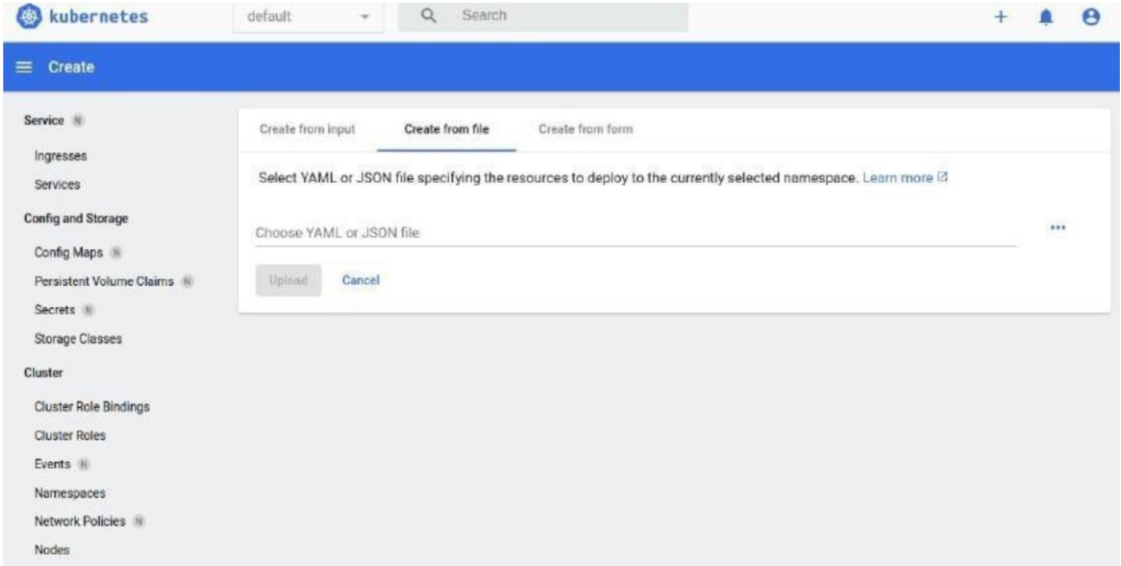 kubernetes
default
Search
Create
Service N
Ingresses
Services
Config and Storage
Config Maps N
Persistent Volume Claims N
Secrets N
Storage Classes
Cluster
Cluster Role Bindings
Cluster Roles
Events N
Namespaces
Network Policies N
Nodes
Create from input
Create from file
Create from form
Select YAML or JSON file specifying the resources to deploy to the currently selected namespace. Learn more
Choose YAML or JSON file
Upload
Cancel